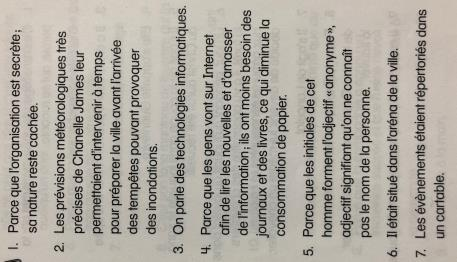 1. Parce que l'organisation est secrète;
sa nature reste cachée.
2. Les prévisions météorologiques très
précises de Chanelle James leur
permettaient d'intervenir à temps
pour préparer la ville avant l'arrivée
des tempêtes pouvant provoquer
des inondations.
3. On parle des technologies informatiques.
4. Parce que les gens vont sur Internet
afin de lire les nouvelles et d'amasser
de l'information; ils ont moins besoin des
journaux et des livres, ce qui diminue la
consommation de papier.
5. Parce que les initiales de cet
homme forment l'adjectif «anonyme»,
adjectif signifiant qu'on ne connaît
pas le nom de la personne.
6. Il était situé dans l'aréna de la ville.
7. Les évènements étaient répertoriés dans
un cartable.